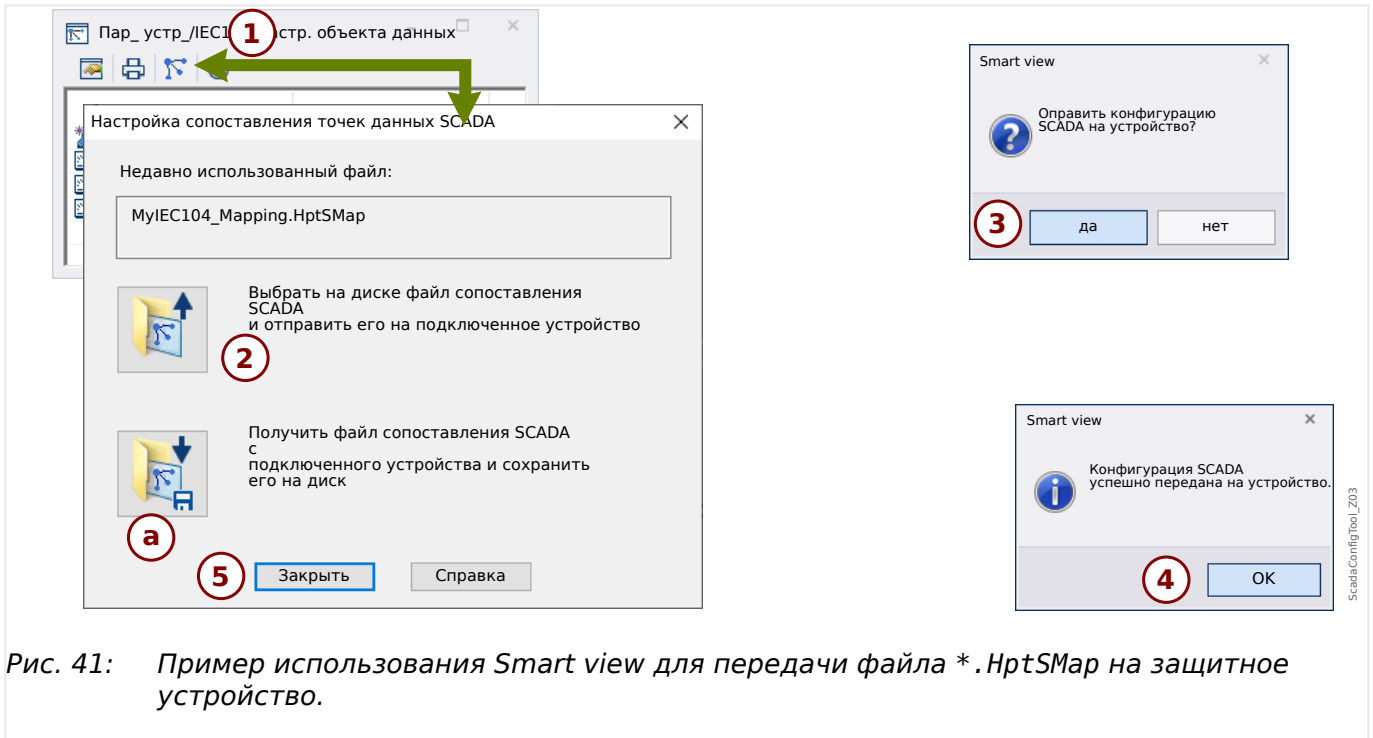 Пар_ устр_/IEC1
стр. объекта данных
1
Настройка сопоставления точек данных SCADA
Недавно использованный файл:
MyIEC104_Mapping.HptSMap
Выбрать на диске файл сопоставления
SCADA
и отправить его на подключенное устройство
2
Получить файл сопоставления SCADA
с
подключенного устройства и сохранить
его на диск
a
5
Закрыть
Справка
Smart view
Оправить конфигурацию
SCADA на устройство?
3
да
нет
Smart view
Конфигурация SCADA
успешно передана на устройство.
4
OK
ScadaConfigTool_Z03
Рис. 41: Пример использования Smart view для передачи файла *.HptSMap на защитное
устройство.